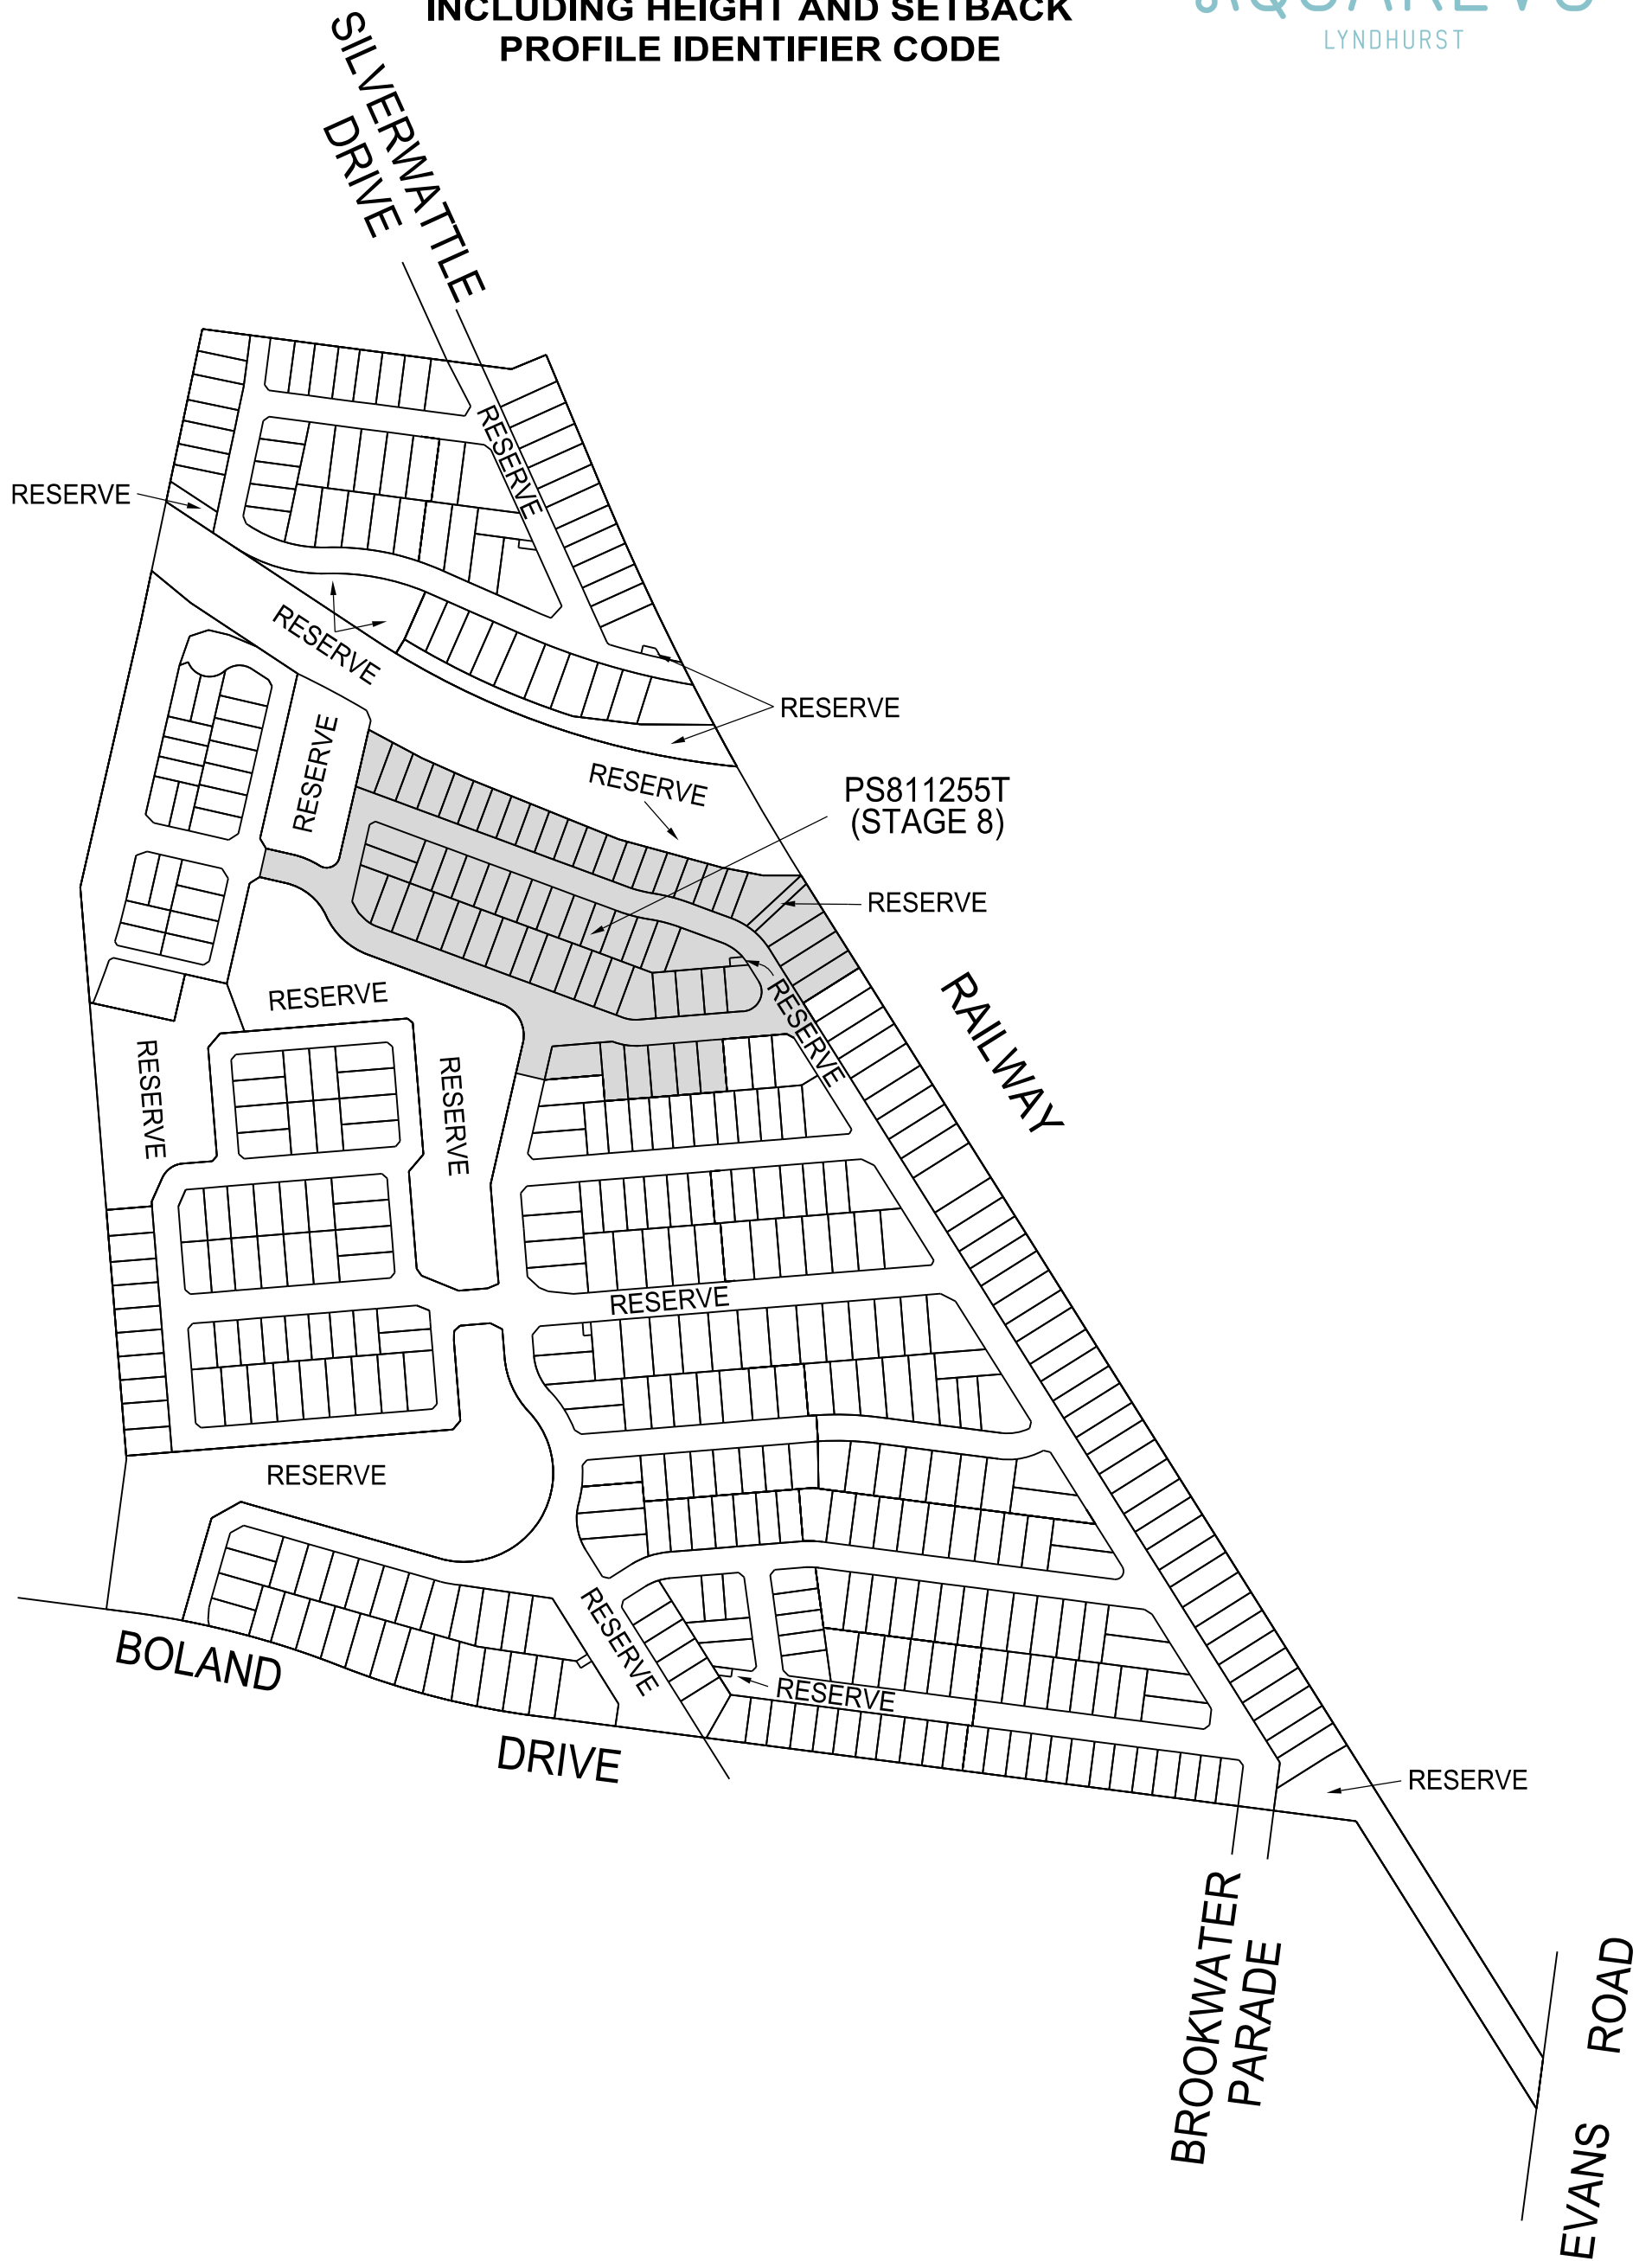 INCLUDING HEIGHT AND SETBACK
PROFILE IDENTIFIER CODE
LYNDHURST
SILVERWATTLE
DRIVE
RESERVE
RESERVE
RESERVE
RESERVE
RESERVE
RESERVE
PS811255T
(STAGE 8)
RESERVE
RESERVE
RESERVE
RAILWAY
RESERVE
RESERVE
RESERVE
RESERVE
RESERVE
BOLAND
DRIVE
RESERVE
RESERVE
RESERVE
BROOKWATER
PARADE
EVANS ROAD